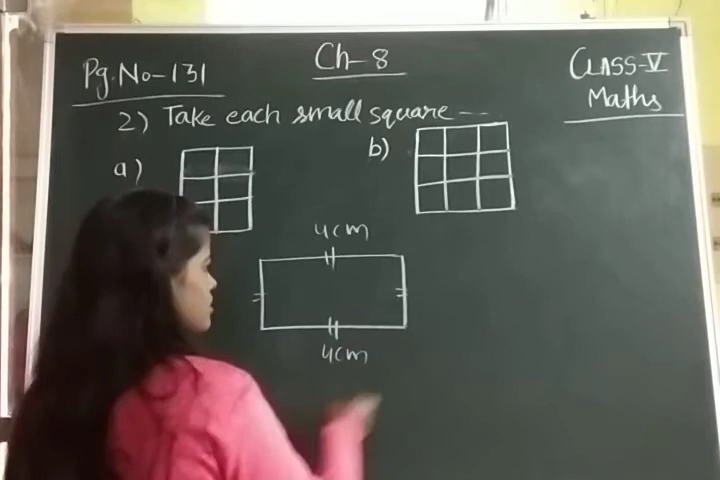 Pg.No-131
Ch-8
CLASS-V
Maths
2) Take each small square ---
a)
b)
4cm
4cm